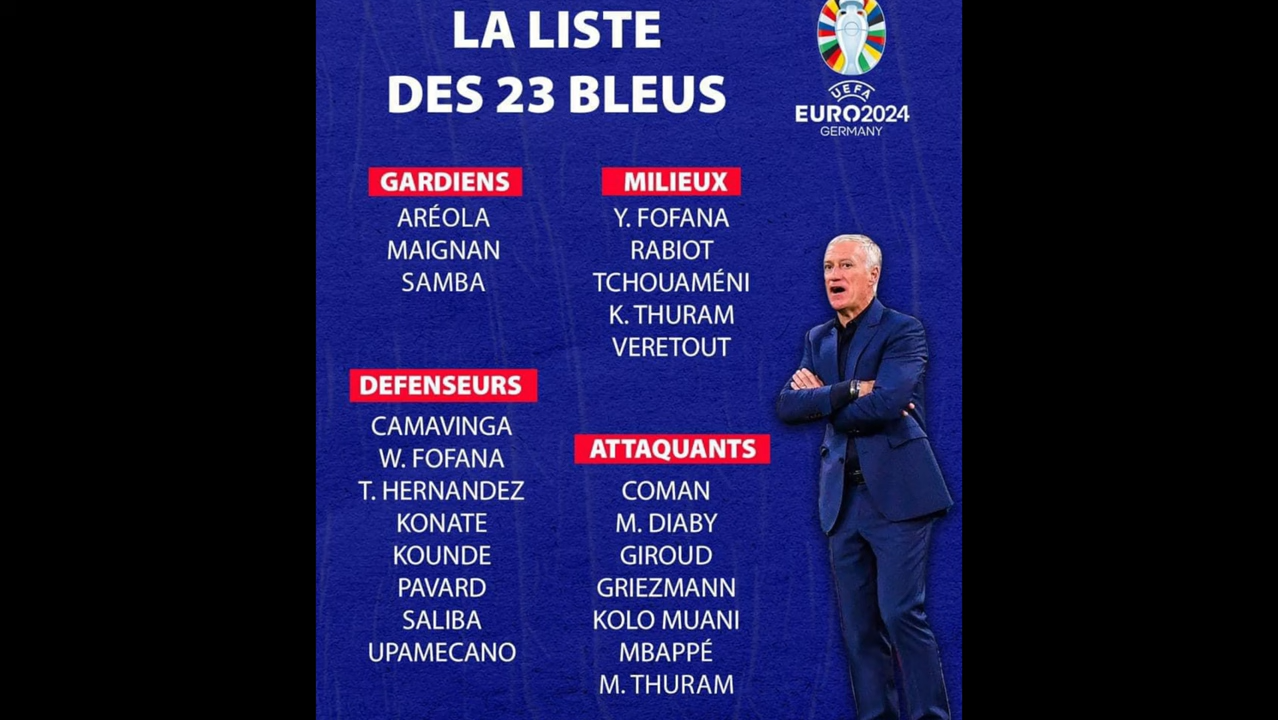 LA LISTE
DES 23 BLEUS
UEFA
EURO2024
GERMANY
GARDIENS
ARÉOLA
MAIGNAN
SAMBA
DEFENSEURS
CAMAVINGA
W. FOFANA
T. HERNANDEZ
KONATE
KOUNDE
PAVARD
SALIBA
UPAMECANO
MILIEUX
Y. FOFANA
RABIOT
TCHOUAMÉNI
K. THURAM
VERETOUT
ATTAQUANTS
COMAN
M. DIABY
GIROUD
GRIEZMANN
KOLO MUANI
MBAPPÉ
M. THURAM